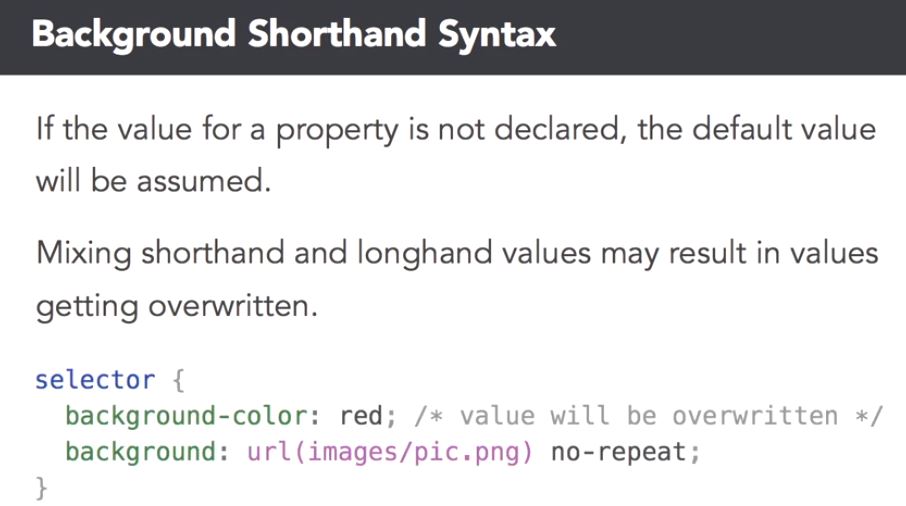 Background Shorthand Syntax
If the value for a property is not declared, the default value
will be assumed.
Mixing shorthand and longhand values may result in values
getting overwritten.
selector {
  background-color: red; /* value will be overwritten */
  background: url(images/pic.png) no-repeat;
}